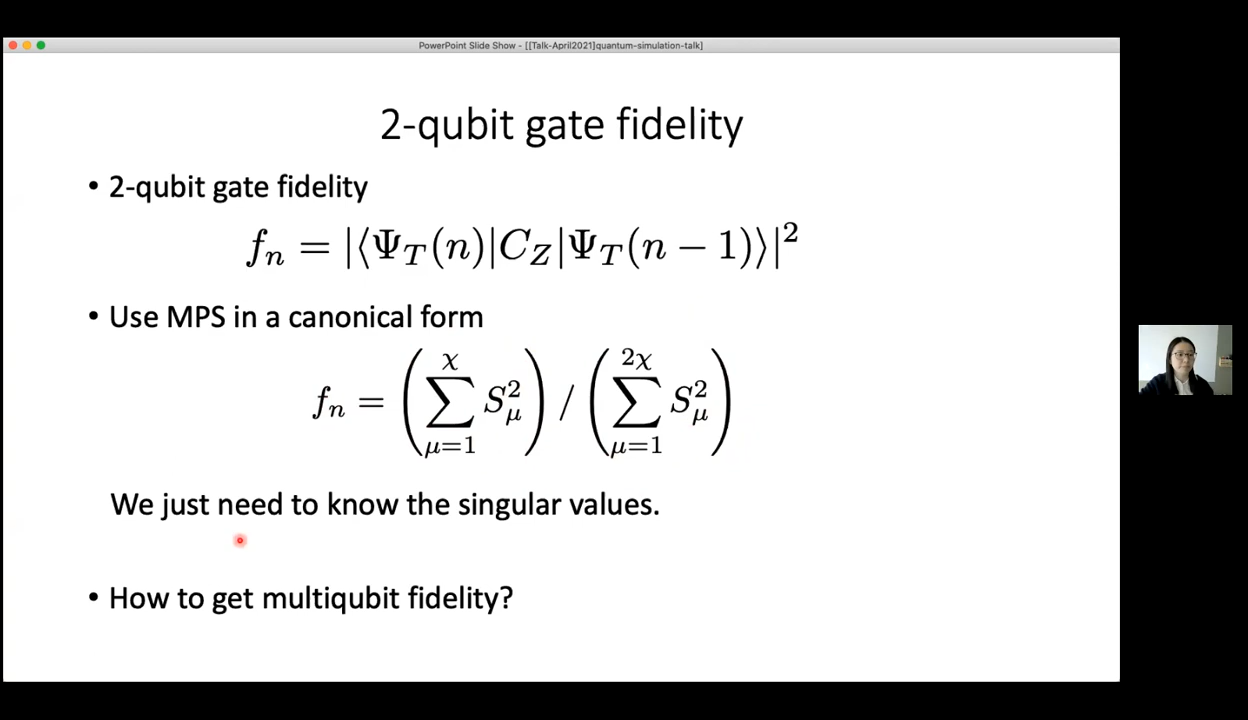 PowerPoint Slide Show - [[Talk-April2021]quantum-simulation-talk]
2-qubit gate fidelity
• 2-qubit gate fidelity
fₙ = |⟨Ψ_T(n)|C_Z|Ψ_T(n − 1)⟩|²
• Use MPS in a canonical form
fₙ = (∑_{μ=1}^{χ} S_μ²) / (∑_{μ=1}^{2χ} S_μ²)
We just need to know the singular values.
• How to get multiqubit fidelity?